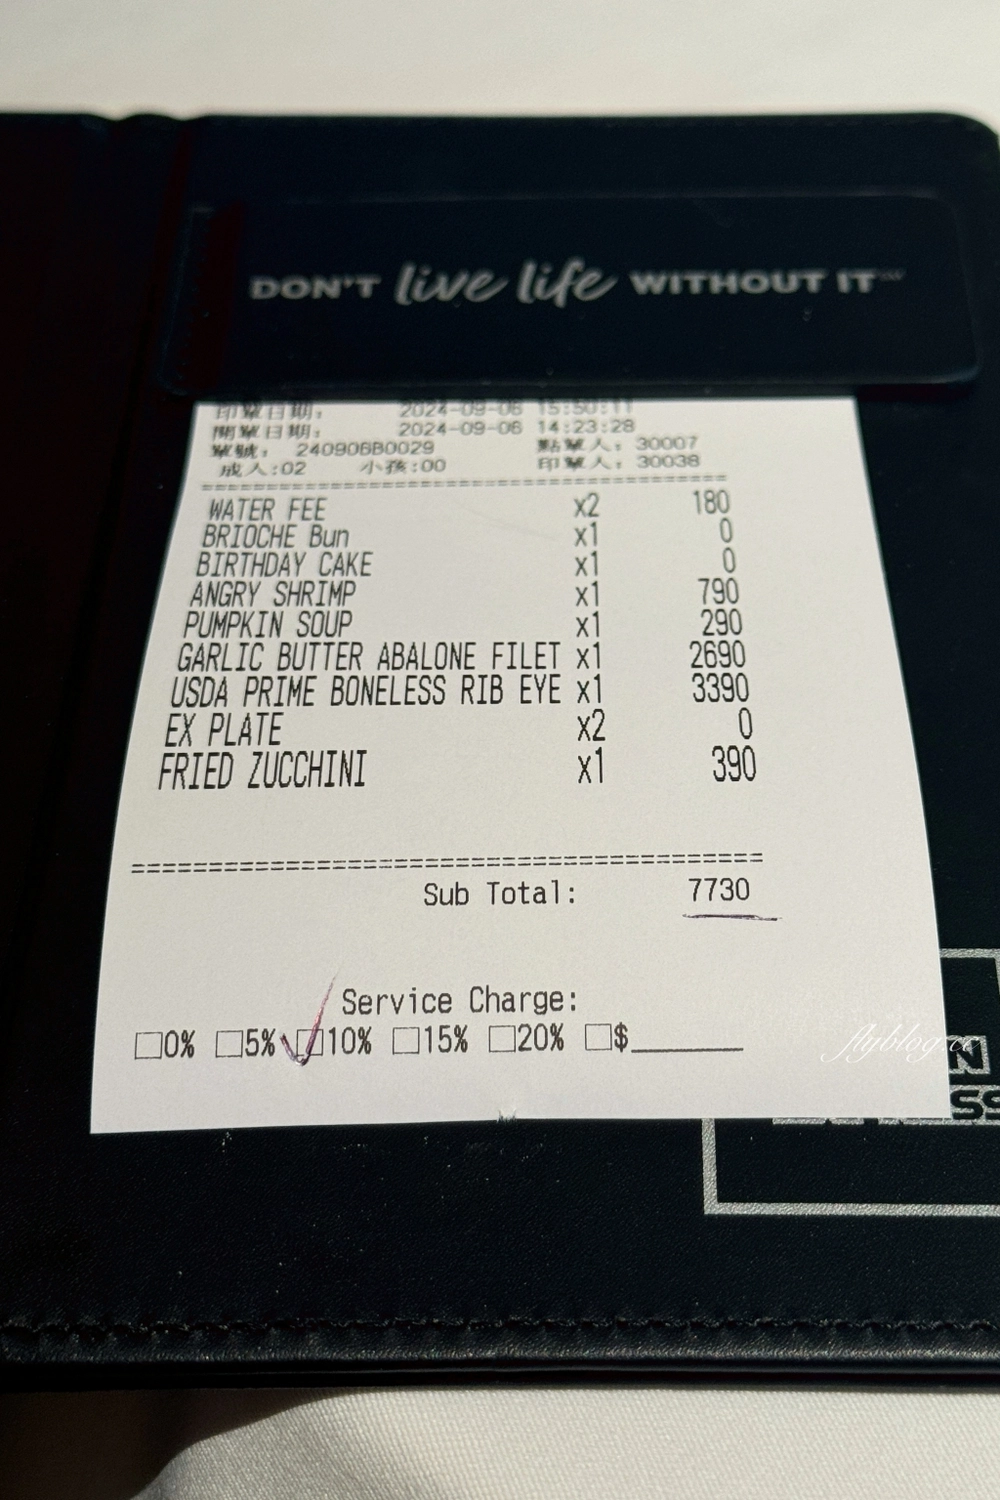 DON'T live life WITHOUT IT
印單日期： 2024-09-06 15:50:11
開單日期： 2024-09-06 14:23:28
單號： 240906B0029 點單人：30007
成人:02 小孩:00 印單人：30038
WATER FEE x2 180
BRIOCHE Bun x1 0
BIRTHDAY CAKE x1 0
ANGRY SHRIMP x1 790
PUMPKIN SOUP x1 290
GARLIC BUTTER ABALONE FILET x1 2690
USDA PRIME BONELESS RIB EYE x1 3390
EX PLATE x2 0
FRIED ZUCCHINI x1 390
Sub Total: 7730
Service Charge:
□0% □5% □10% □15% □20% □$
flyblog.cc